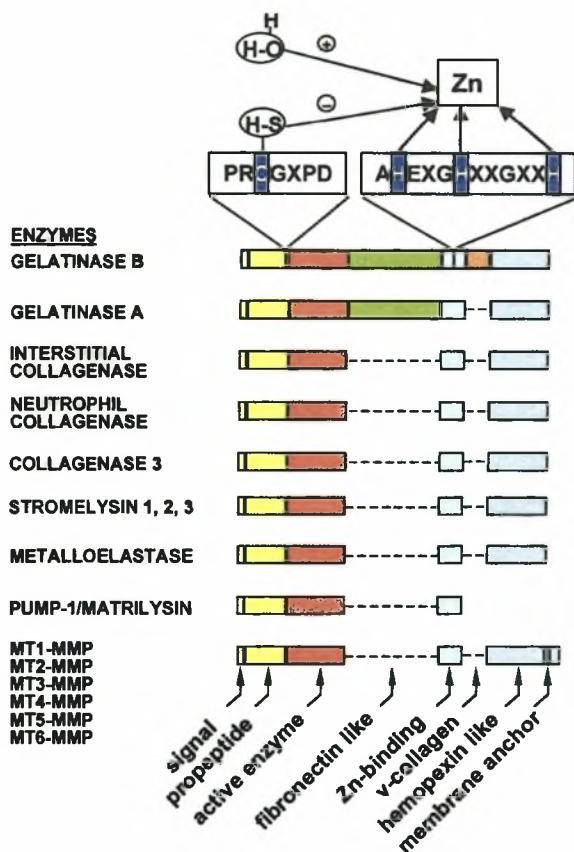 H
H-O
+
Zn
H-S
−
PRCGXPD
AHEXGHXXGXXH
ENZYMES
GELATINASE B
GELATINASE A
INTERSTITIAL
COLLAGENASE
NEUTROPHIL
COLLAGENASE
COLLAGENASE 3
STROMELYSIN 1, 2, 3
METALLOELASTASE
PUMP-1/MATRILYSIN
MT1-MMP
MT2-MMP
MT3-MMP
MT4-MMP
MT5-MMP
MT6-MMP
signal
propeptide
active enzyme
fibronectin like
Zn-binding
v-collagen
hemopexin like
membrane anchor